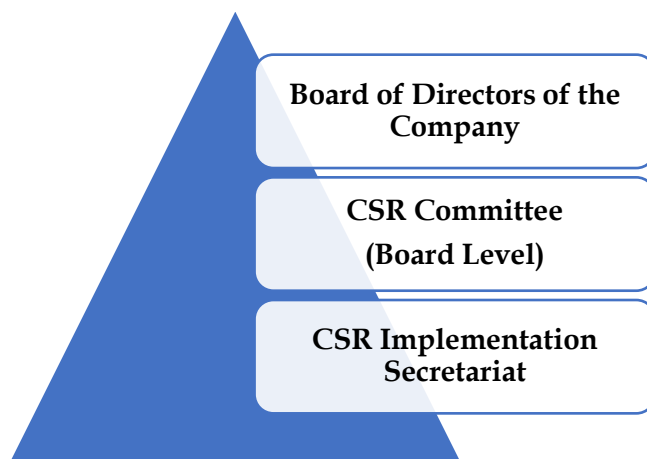 Board of Directors of the
Company
CSR Committee
(Board Level)
CSR Implementation
Secretariat